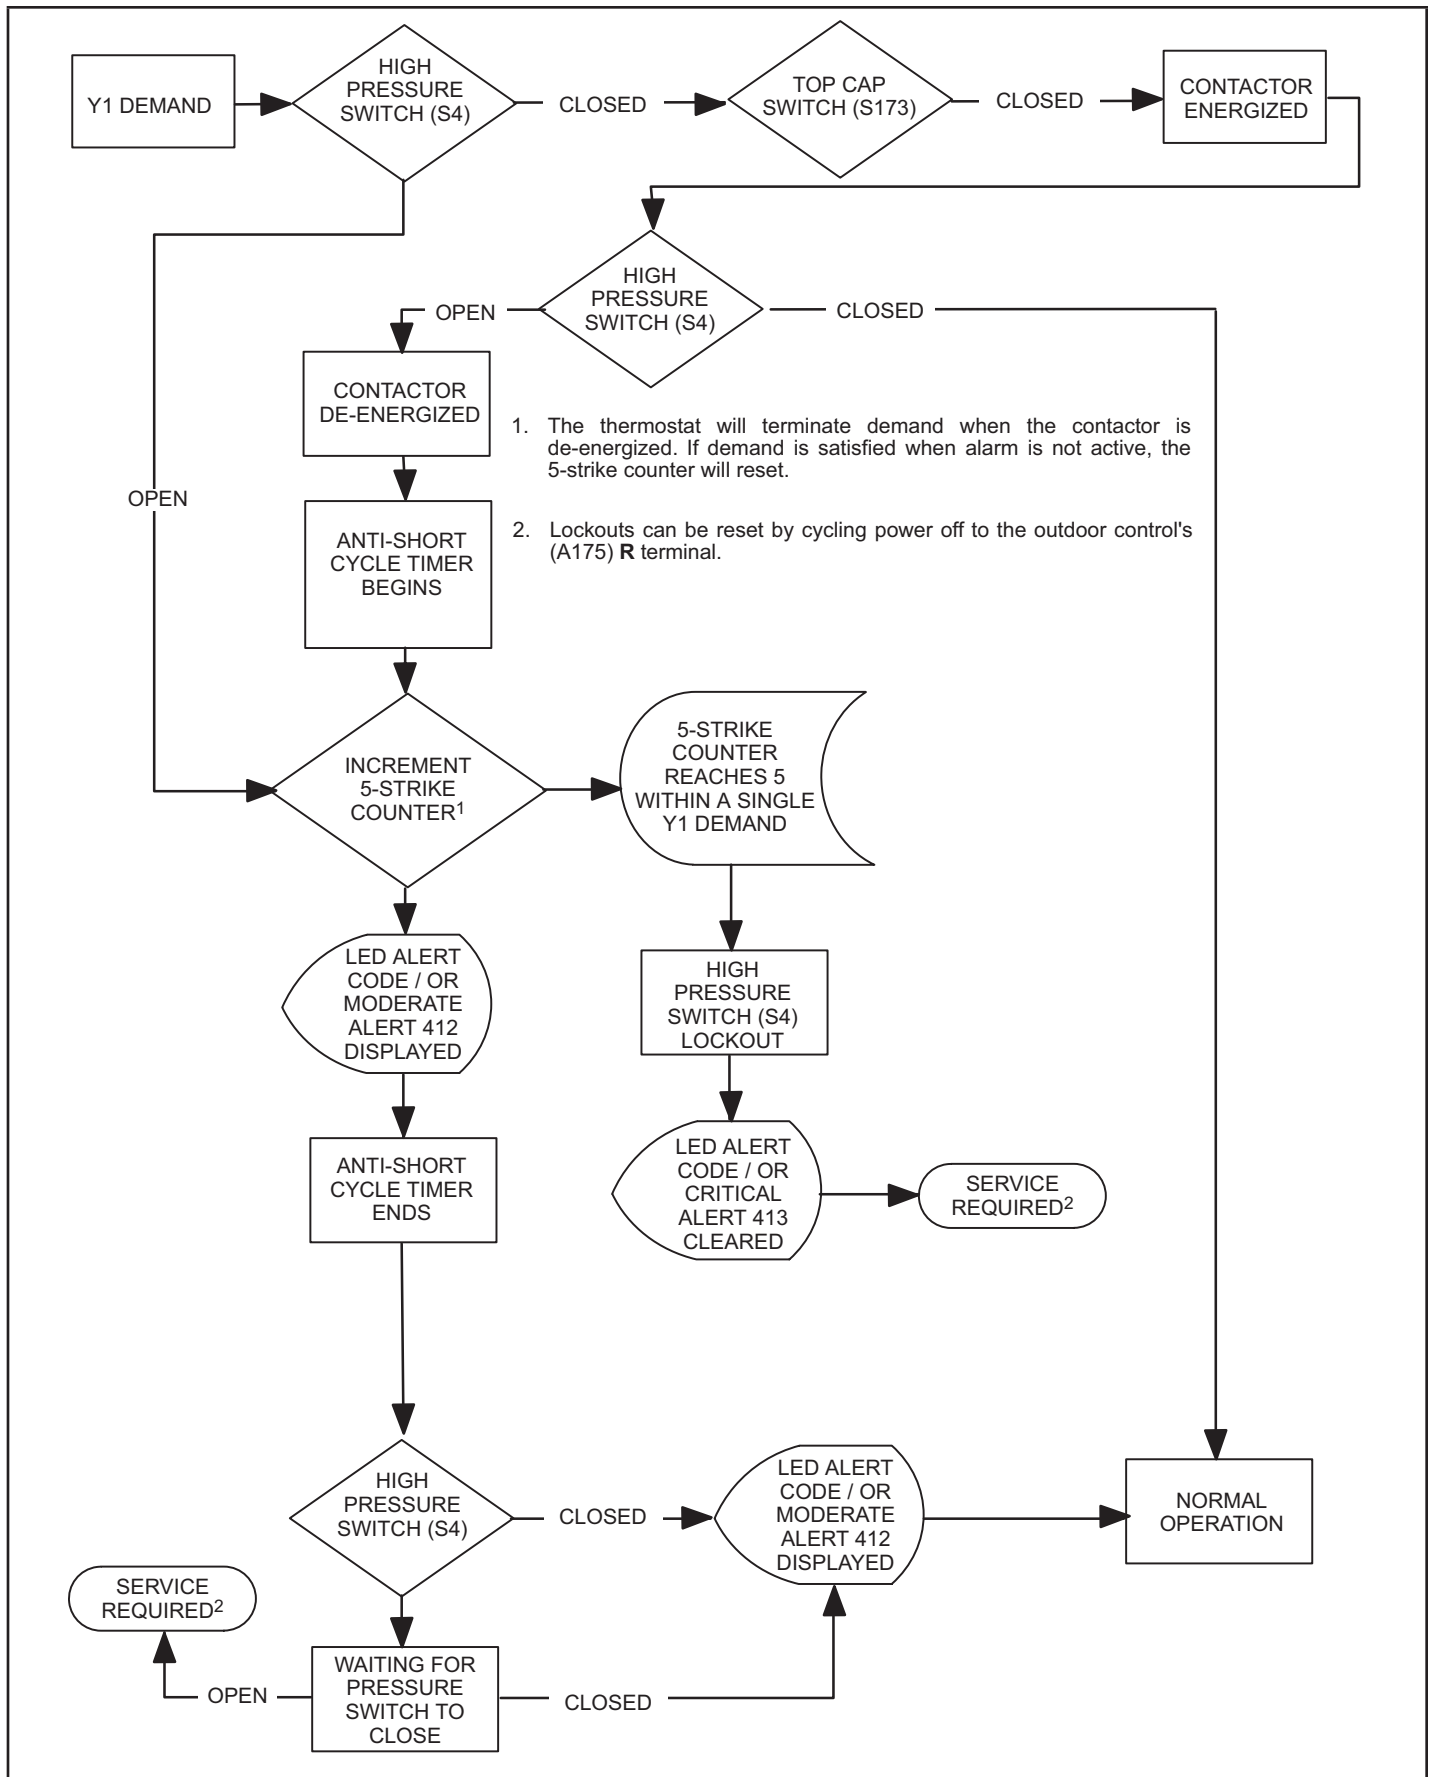 Y1 DEMAND
HIGH
PRESSURE
SWITCH (S4)
CLOSED
TOP CAP
SWITCH (S173)
CLOSED
CONTACTOR
ENERGIZED
HIGH
PRESSURE
SWITCH (S4)
OPEN
CLOSED
CONTACTOR
DE-ENERGIZED
1. The thermostat will terminate demand when the contactor is
de-energized. If demand is satisfied when alarm is not active, the
5-strike counter will reset.
OPEN
ANTI-SHORT
CYCLE TIMER
BEGINS
2. Lockouts can be reset by cycling power off to the outdoor control's
(A175) R terminal.
INCREMENT
5-STRIKE
COUNTER1
5-STRIKE
COUNTER
REACHES 5
WITHIN A SINGLE
Y1 DEMAND
LED ALERT
CODE / OR
MODERATE
ALERT 412
DISPLAYED
HIGH
PRESSURE
SWITCH (S4)
LOCKOUT
ANTI-SHORT
CYCLE TIMER
ENDS
LED ALERT
CODE / OR
CRITICAL
ALERT 413
CLEARED
SERVICE
REQUIRED2
HIGH
PRESSURE
SWITCH (S4)
CLOSED
LED ALERT
CODE / OR
MODERATE
ALERT 412
DISPLAYED
NORMAL
OPERATION
SERVICE
REQUIRED2
OPEN
WAITING FOR
PRESSURE
SWITCH TO
CLOSE
CLOSED